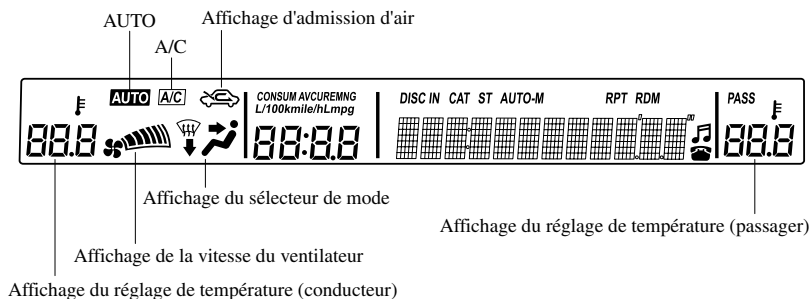 AUTO
Affichage d'admission d'air
A/C
AUTO A/C
CONSUM AVCUREMNG
L/100kmile/hLmpg
DISC IN CAT ST AUTO-M RPT RDM
PASS
88.8
88:8.8
88.8
Affichage du sélecteur de mode
Affichage du réglage de température (passager)
Affichage de la vitesse du ventilateur
Affichage du réglage de température (conducteur)